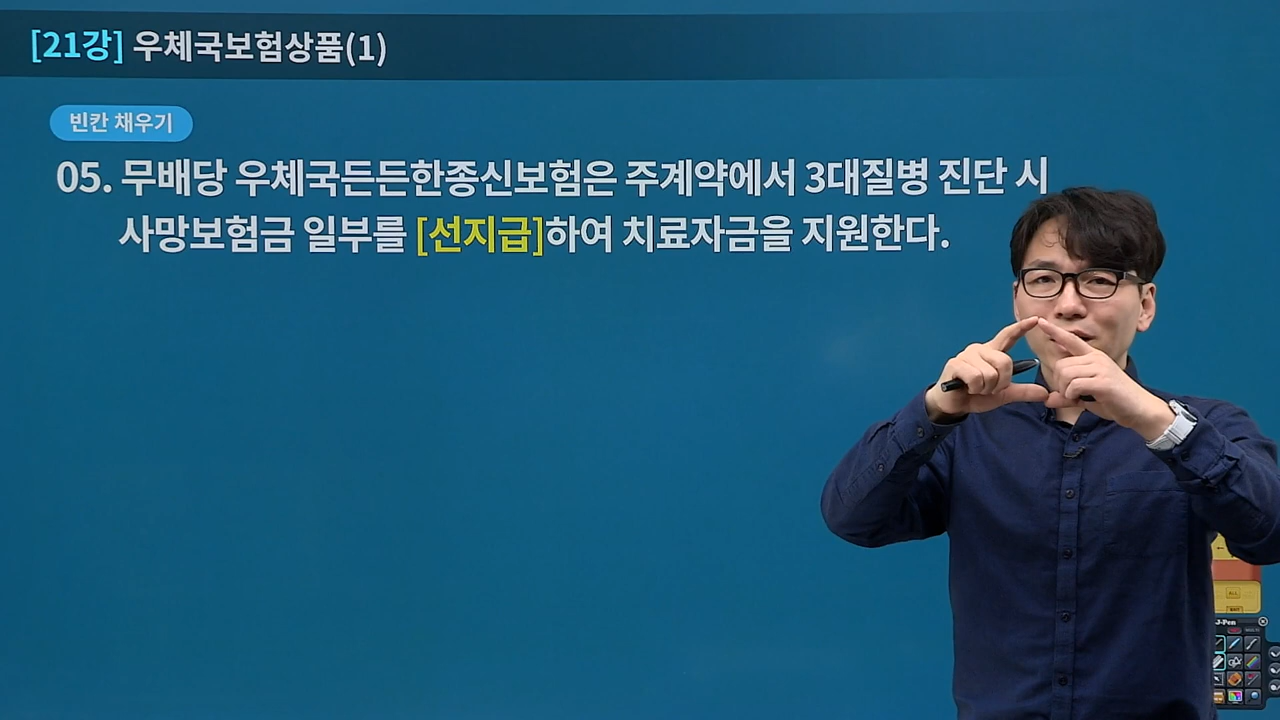 [21강] 우체국보험상품(1)
빈칸 채우기
05. 무배당 우체국든든한종신보험은 주계약에서 3대질병 진단 시
사망보험금 일부를 [선지급]하여 치료자금을 지원한다.
J-Pen